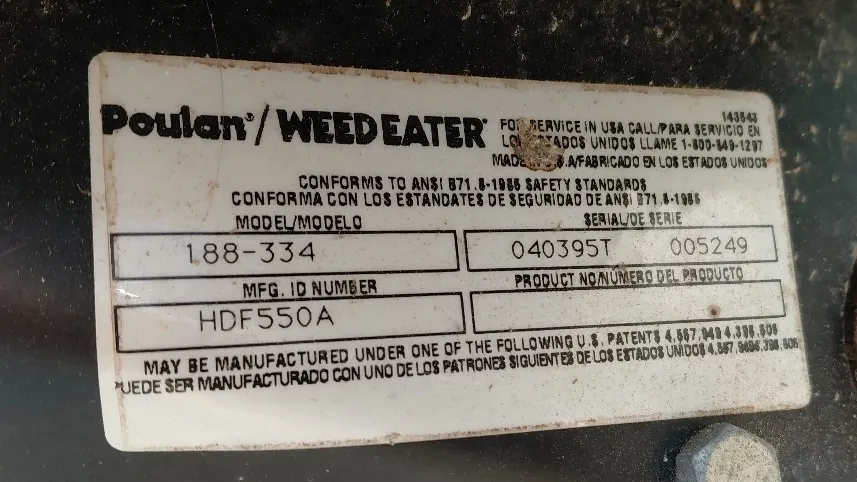 143543
Poulan®/WEED EATER®
FOR SERVICE IN USA CALL/PARA SERVICIO EN
LOS ESTADOS UNIDOS LLAME 1-800-849-1297
MADE IN U.S.A/FABRICADO EN LOS ESTADOS UNIDOS
CONFORMS TO ANSI B71.8-1986 SAFETY STANDARDS
CONFORMA CON LOS ESTANDATES DE SEGURIDAD DE ANSI B71.8-1986
MODEL/MODELO
188-334
SERIAL/DE SERIE
040395T 005249
MFG. ID NUMBER
HDF550A
PRODUCT NO/NÚMERO DEL PRODUCTO
MAY BE MANUFACTURED UNDER ONE OF THE FOLLOWING U.S. PATENTS
PUEDE SER MANUFACTURADO CON UNO DE LOS PATRONES SIGUIENTES DE LOS ESTADOS UNIDOS